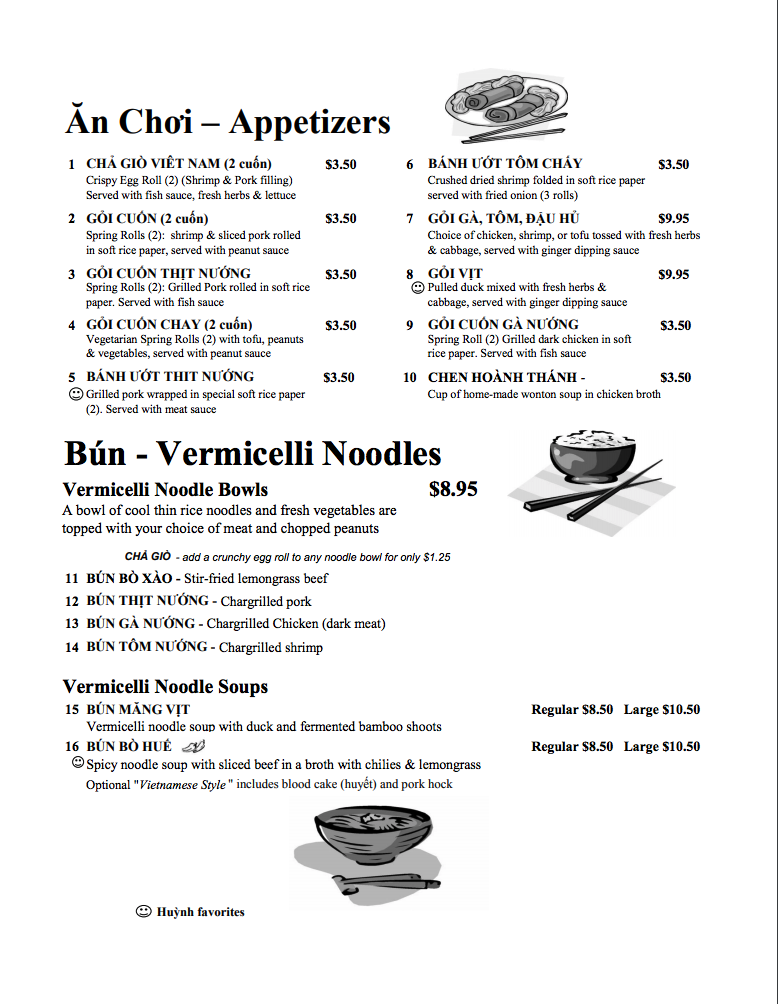 Ăn Chơi – Appetizers
1 CHẢ GIÒ VIÊT NAM (2 cuốn) $3.50
Crispy Egg Roll (2) (Shrimp & Pork filling)
Served with fish sauce, fresh herbs & lettuce
2 GỎI CUỐN (2 cuốn) $3.50
Spring Rolls (2): shrimp & sliced pork rolled
in soft rice paper, served with peanut sauce
3 GỎI CUỐN THỊT NƯỚNG $3.50
Spring Rolls (2): Grilled Pork rolled in soft rice
paper. Served with fish sauce
4 GỎI CUỐN CHAY (2 cuốn) $3.50
Vegetarian Spring Rolls (2) with tofu, peanuts
& vegetables, served with peanut sauce
5 BÁNH ƯỚT THIT NƯỚNG $3.50
Grilled pork wrapped in special soft rice paper
(2). Served with meat sauce
6 BÁNH ƯỚT TÔM CHÁY $3.50
Crushed dried shrimp folded in soft rice paper
served with fried onion (3 rolls)
7 GỎI GÀ, TÔM, ĐẬU HỦ $9.95
Choice of chicken, shrimp, or tofu tossed with fresh herbs
& cabbage, served with ginger dipping sauce
8 GỎI VỊT $9.95
Pulled duck mixed with fresh herbs &
cabbage, served with ginger dipping sauce
9 GỎI CUỐN GÀ NƯỚNG $3.50
Spring Roll (2) Grilled dark chicken in soft
rice paper. Served with fish sauce
10 CHEN HOÀNH THÁNH - $3.50
Cup of home-made wonton soup in chicken broth
Bún - Vermicelli Noodles
Vermicelli Noodle Bowls $8.95
A bowl of cool thin rice noodles and fresh vegetables are
topped with your choice of meat and chopped peanuts
CHẢ GIÒ - add a crunchy egg roll to any noodle bowl for only $1.25
11 BÚN BÒ XÀO - Stir-fried lemongrass beef
12 BÚN THỊT NƯỚNG - Chargrilled pork
13 BÚN GÀ NƯỚNG - Chargrilled Chicken (dark meat)
14 BÚN TÔM NƯỚNG - Chargrilled shrimp
Vermicelli Noodle Soups
15 BÚN MĂNG VỊT Regular $8.50 Large $10.50
Vermicelli noodle soup with duck and fermented bamboo shoots
16 BÚN BÒ HUẾ Regular $8.50 Large $10.50
Spicy noodle soup with sliced beef in a broth with chilies & lemongrass
Optional "Vietnamese Style" includes blood cake (huyết) and pork hock
Huỳnh favorites